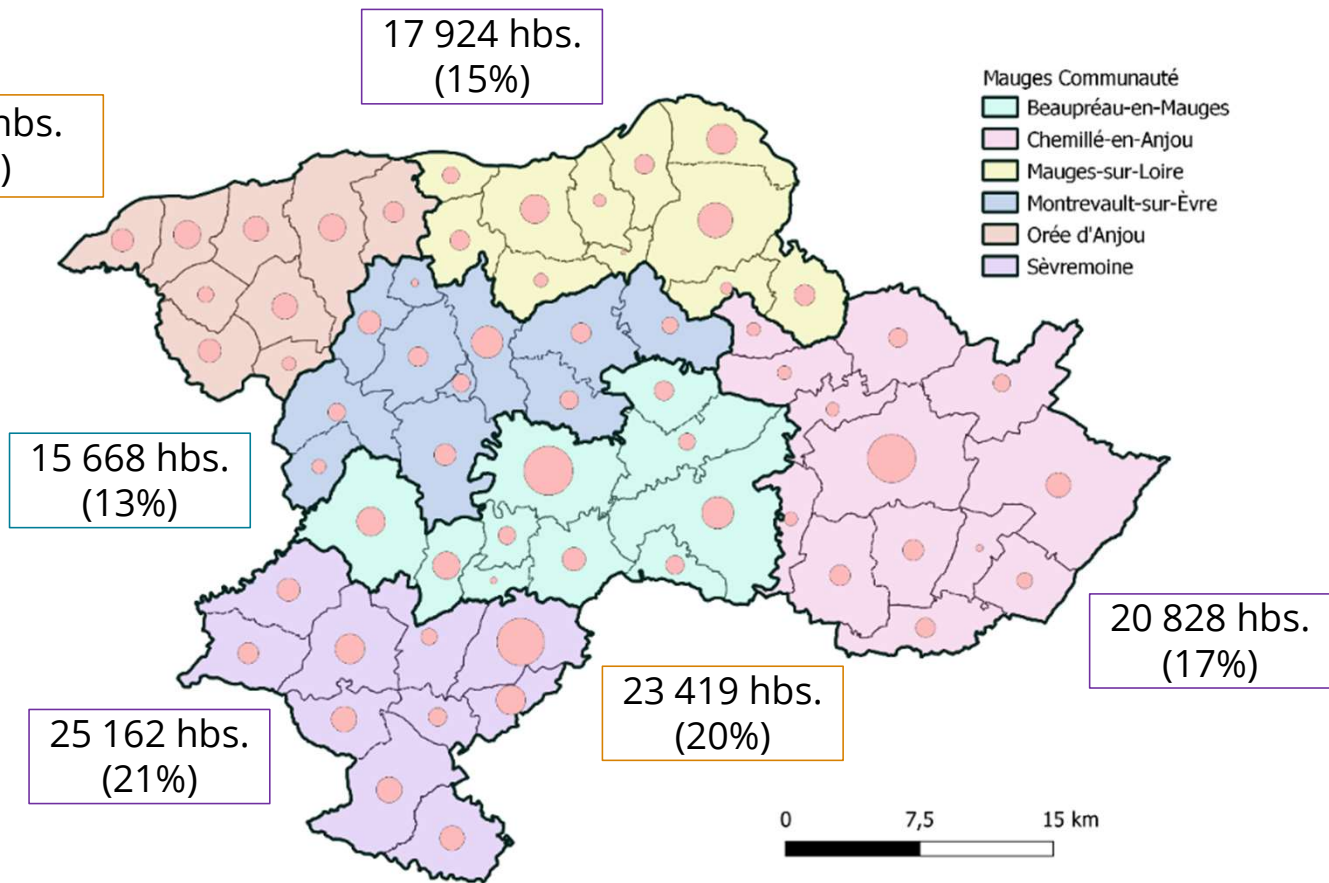 17 924 hbs.
(15%)
hbs.
)
Mauges Communauté
Beaupréau-en-Mauges
Chemillé-en-Anjou
Mauges-sur-Loire
Montrevault-sur-Èvre
Orée d'Anjou
Sèvremoine
15 668 hbs.
(13%)
20 828 hbs.
(17%)
23 419 hbs.
(20%)
25 162 hbs.
(21%)
0 7,5 15 km